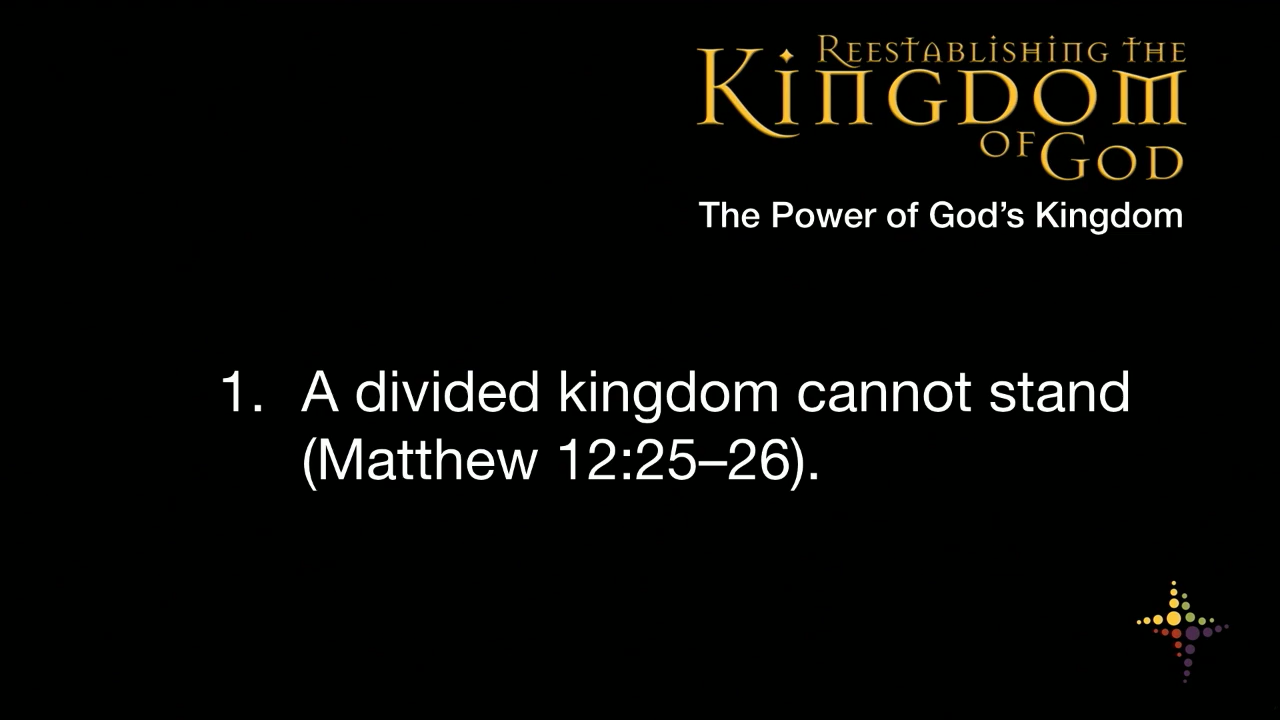 Reestablishing the
Kingdom
of God
The Power of God’s Kingdom
1. A divided kingdom cannot stand
(Matthew 12:25–26).